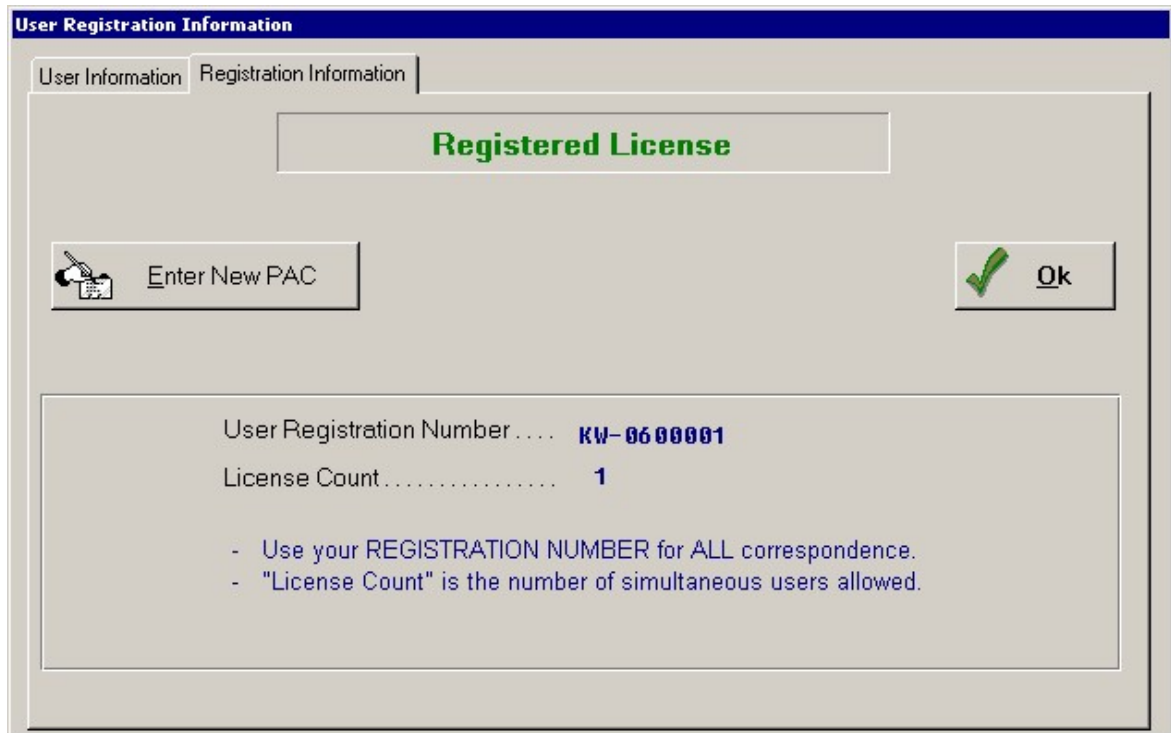 User Registration Information
User Information Registration Information
Registered License
Enter New PAC
Ok
User Registration Number .... KW-0600001
License Count ................ 1
- Use your REGISTRATION NUMBER for ALL correspondence.
- "License Count" is the number of simultaneous users allowed.